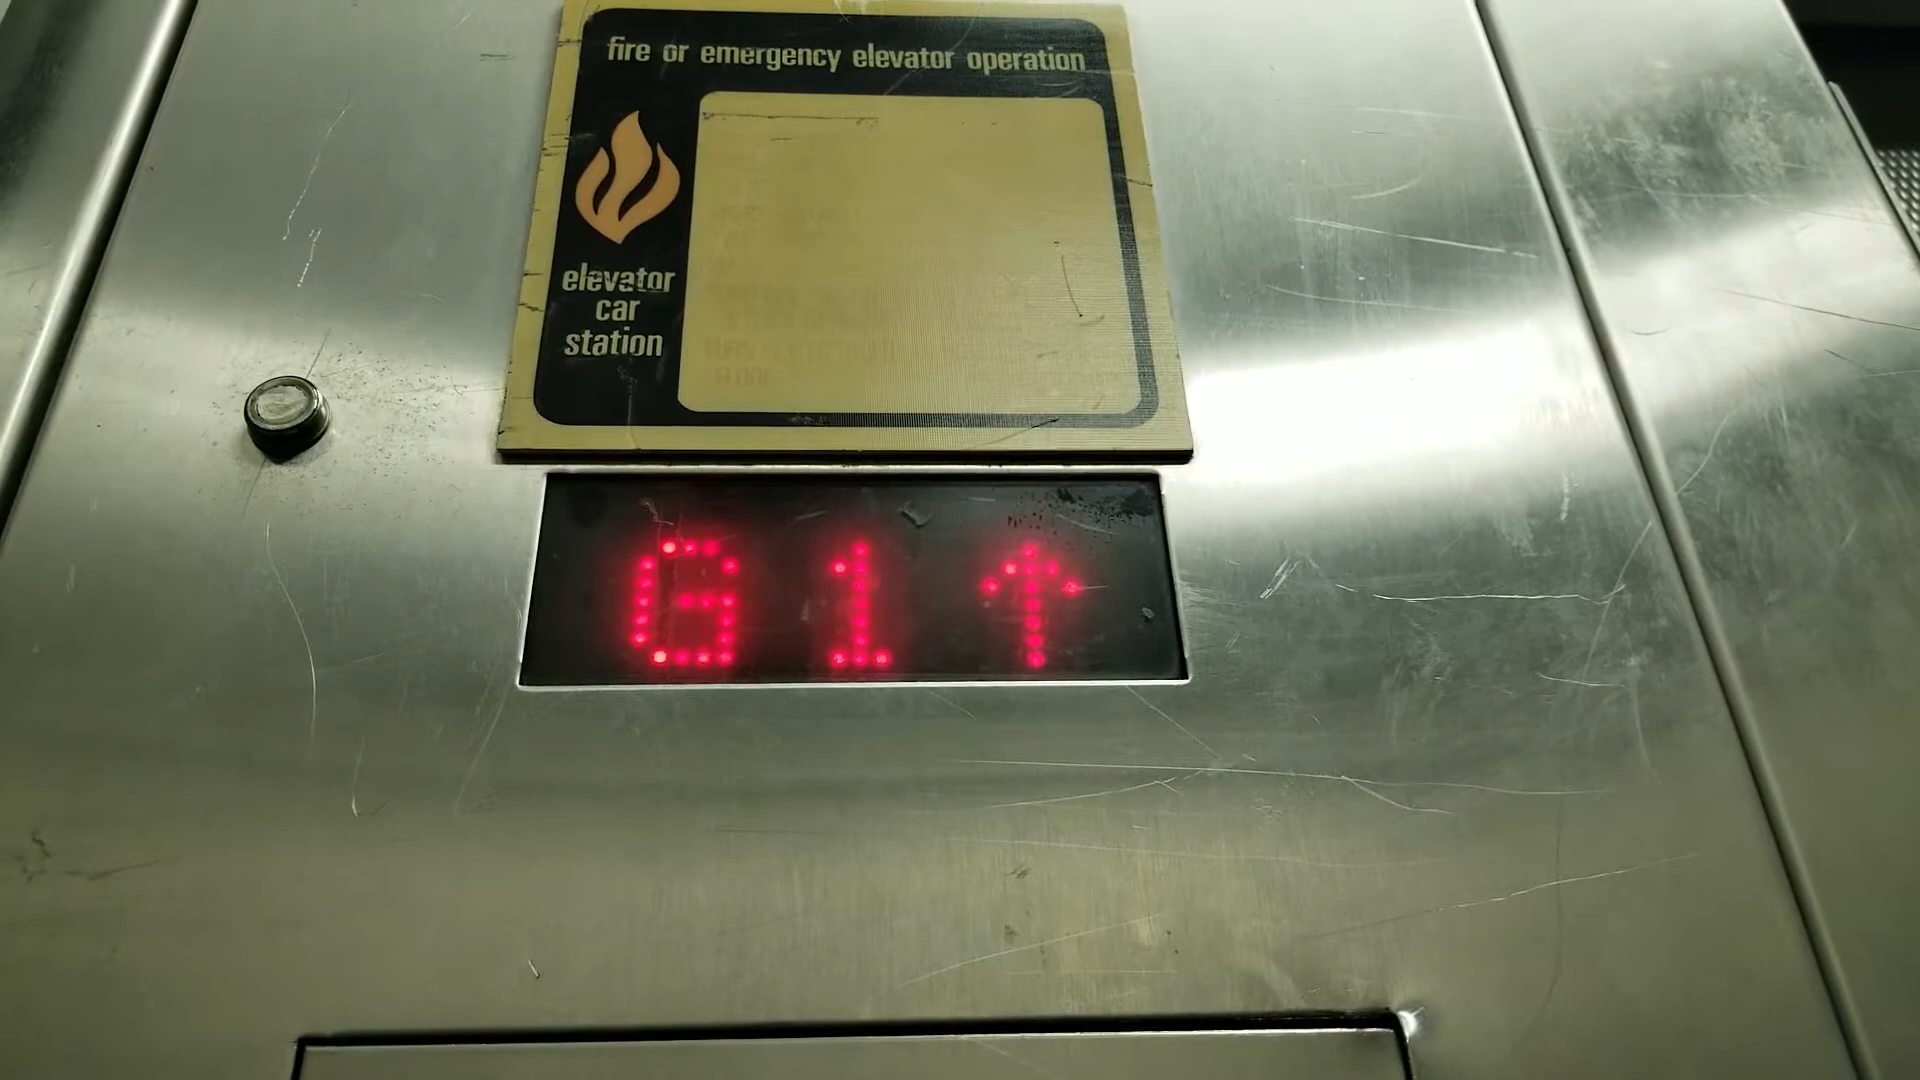 fire or emergency elevator operation
elevator
car
station
G1↑